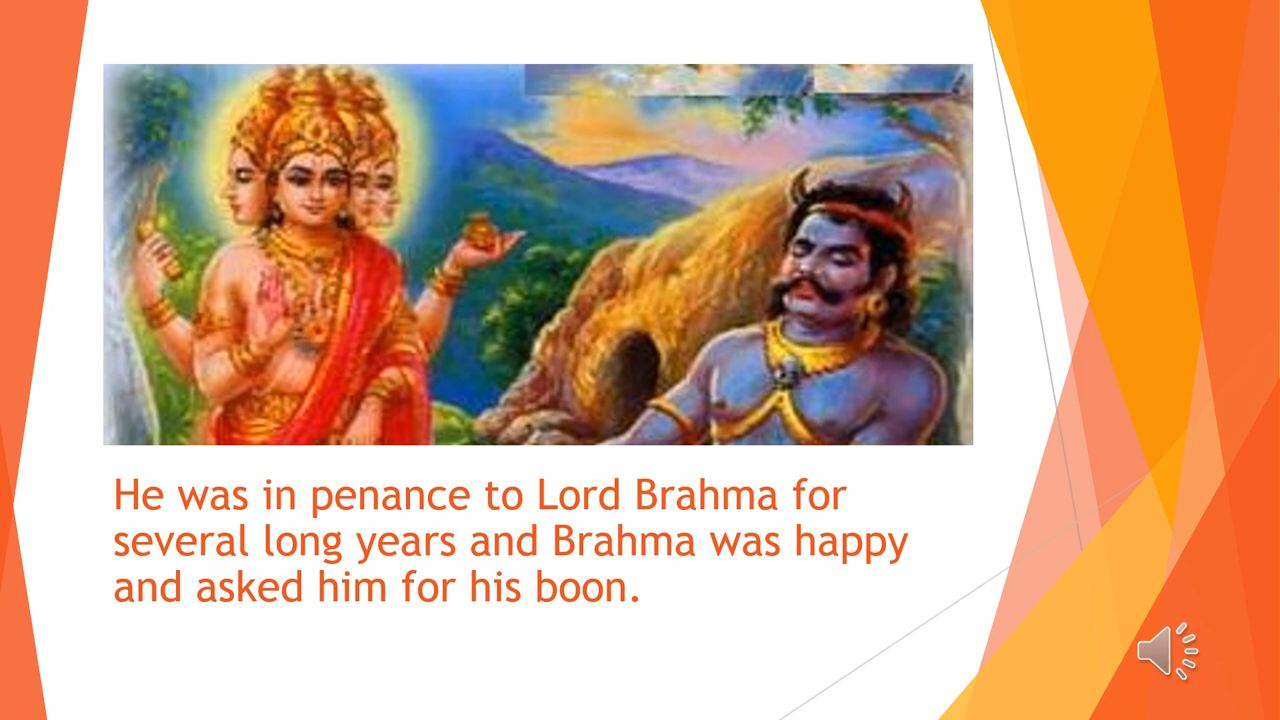 He was in penance to Lord Brahma for
several long years and Brahma was happy
and asked him for his boon.